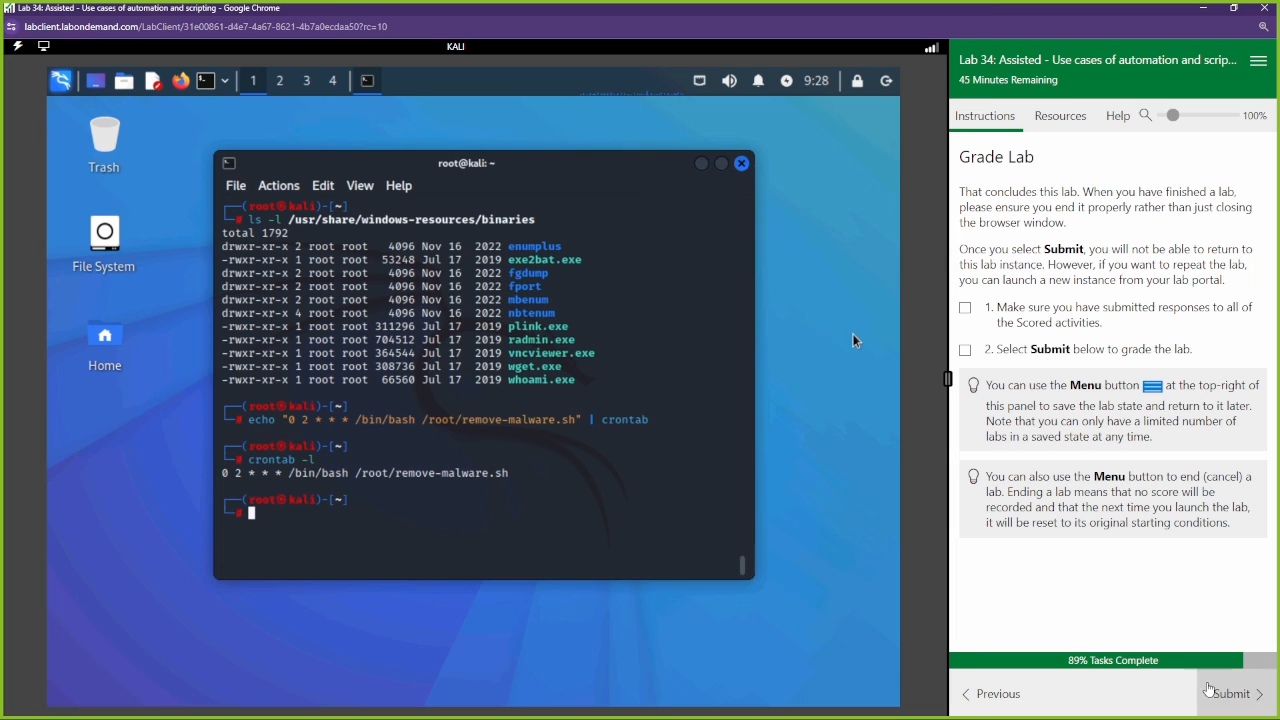 Lab 34: Assisted - Use cases of automation and scripting - Google Chrome
labclient.labondemand.com/LabClient/31e00861-d4e7-4a67-8621-4b7a0ecdaa50?rc=10
KALI
1 2 3 4
9:28
Trash
File System
Home
root@kali: ~
File Actions Edit View Help
┌──(root㉿kali)-[~]
└─# ls -l /usr/share/windows-resources/binaries
total 1792
drwxr-xr-x 2 root root 4096 Nov 16 2022 enumplus
-rwxr-xr-x 1 root root 53248 Jul 17 2019 exe2bat.exe
drwxr-xr-x 2 root root 4096 Nov 16 2022 fgdump
drwxr-xr-x 2 root root 4096 Nov 16 2022 fport
drwxr-xr-x 2 root root 4096 Nov 16 2022 mbenum
drwxr-xr-x 4 root root 4096 Nov 16 2022 nbtenum
-rwxr-xr-x 1 root root 311296 Jul 17 2019 plink.exe
-rwxr-xr-x 1 root root 704512 Jul 17 2019 radmin.exe
-rwxr-xr-x 1 root root 364544 Jul 17 2019 vncviewer.exe
-rwxr-xr-x 1 root root 308736 Jul 17 2019 wget.exe
-rwxr-xr-x 1 root root 66560 Jul 17 2019 whoami.exe
┌──(root㉿kali)-[~]
└─# echo "0 2 * * * /bin/bash /root/remove-malware.sh" | crontab
┌──(root㉿kali)-[~]
└─# crontab -l
0 2 * * * /bin/bash /root/remove-malware.sh
┌──(root㉿kali)-[~]
└─#
Lab 34: Assisted - Use cases of automation and scrip...
45 Minutes Remaining
Instructions Resources Help 100%
Grade Lab
That concludes this lab. When you have finished a lab,
please ensure you end it properly rather than just closing
the browser window.
Once you select Submit, you will not be able to return to
this lab instance. However, if you want to repeat the lab,
you can launch a new instance from your lab portal.
1. Make sure you have submitted responses to all of
the Scored activities.
2. Select Submit below to grade the lab.
You can use the Menu button at the top-right of
this panel to save the lab state and return to it later.
Note that you can only have a limited number of
labs in a saved state at any time.
You can also use the Menu button to end (cancel) a
lab. Ending a lab means that no score will be
recorded and that the next time you launch the lab,
it will be reset to its original starting conditions.
89% Tasks Complete
Previous
Submit